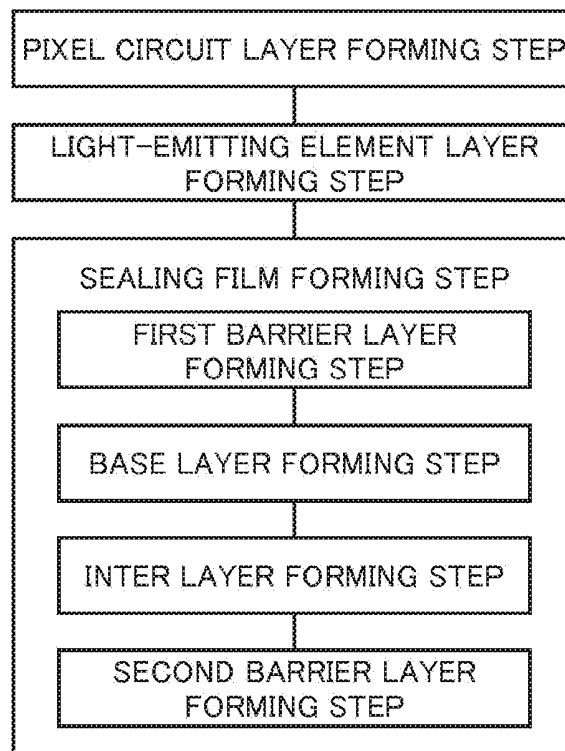 PIXEL CIRCUIT LAYER FORMING STEP
LIGHT-EMITTING ELEMENT LAYER
FORMING STEP
SEALING FILM FORMING STEP
FIRST BARRIER LAYER
FORMING STEP
BASE LAYER FORMING STEP
INTER LAYER FORMING STEP
SECOND BARRIER LAYER
FORMING STEP